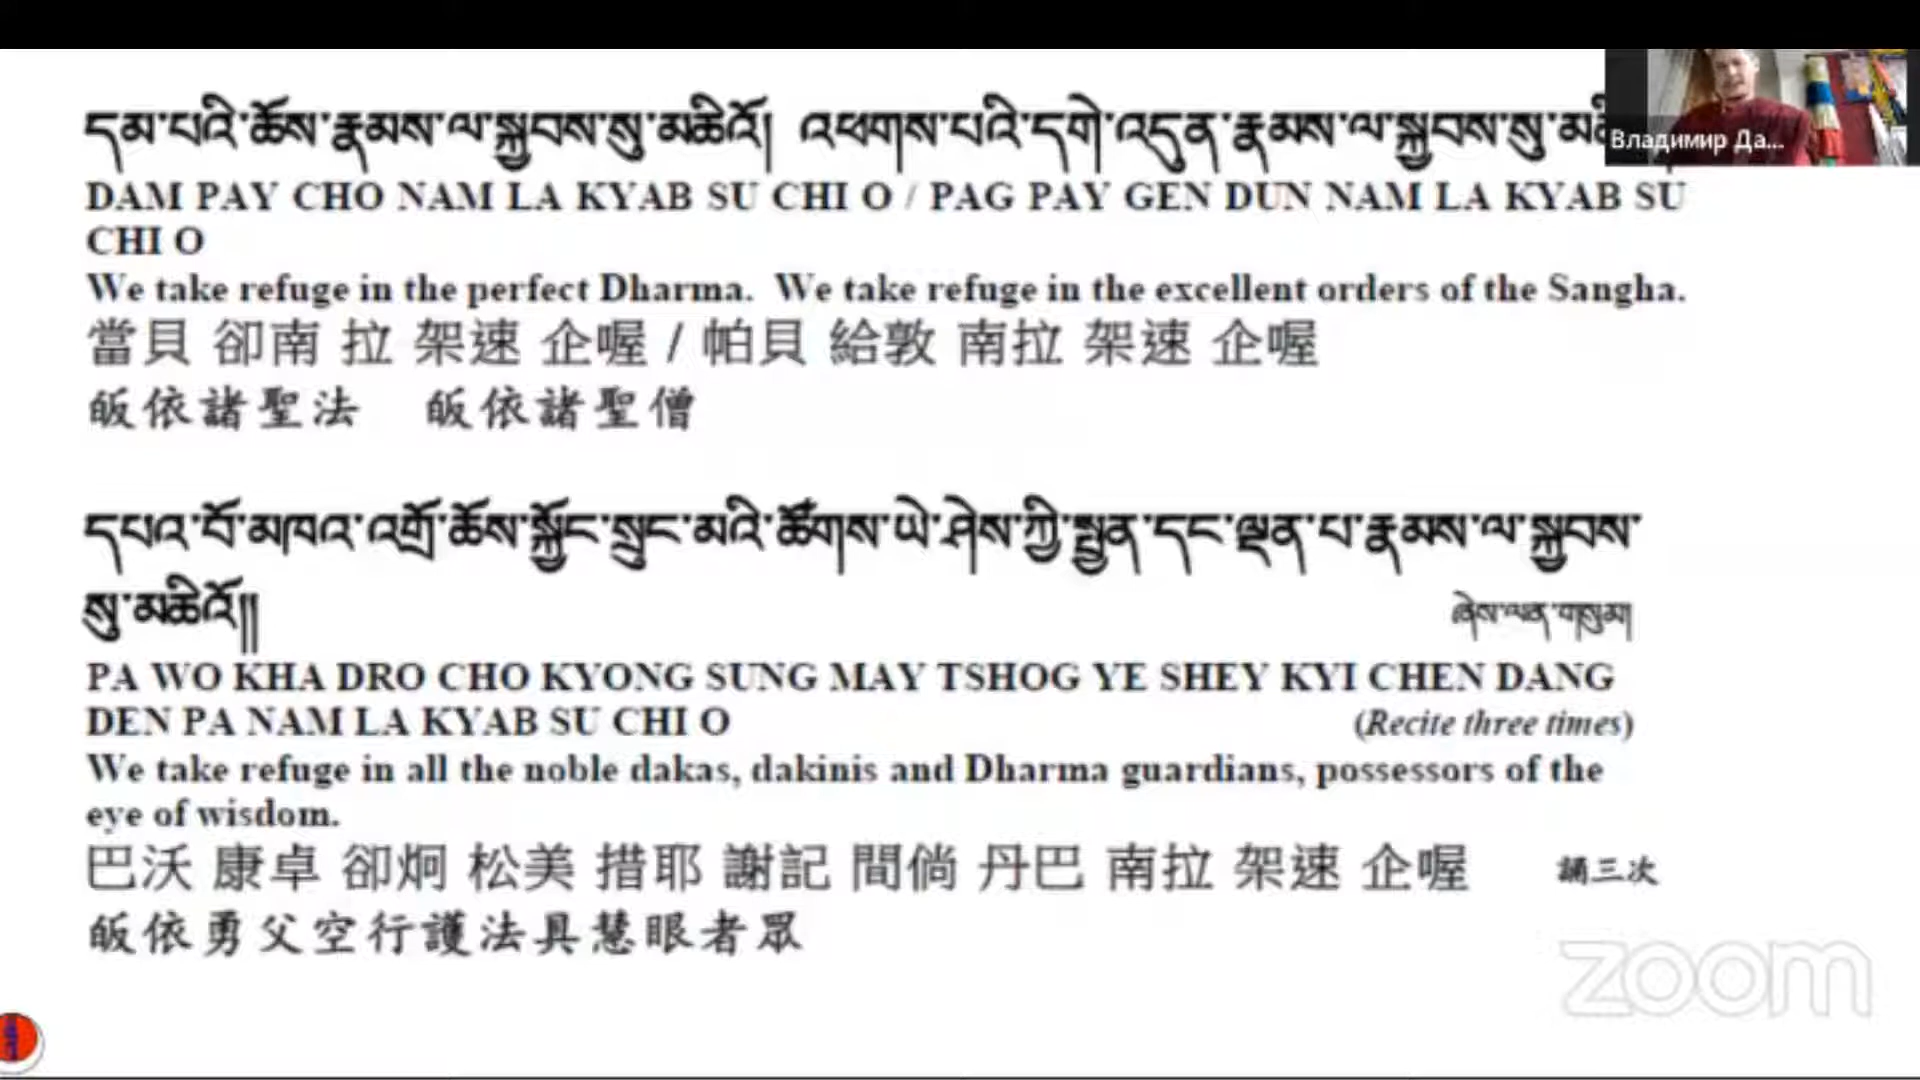 དམ་པའི་ཆོས་རྣམས་ལ་སྐྱབས་སུ་མཆིའོ། འཕགས་པའི་དགེ་འདུན་རྣམས་ལ་སྐྱབས་སུ་
Владимир Да...
DAM PAY CHO NAM LA KYAB SU CHI O / PAG PAY GEN DUN NAM LA KYAB SU
CHI O
We take refuge in the perfect Dharma. We take refuge in the excellent orders of the Sangha.
當貝 卻南 拉 架速 企喔 / 帕貝 給敦 南拉 架速 企喔
皈依諸聖法 皈依諸聖僧
དཔའ་བོ་མཁའ་འགྲོ་ཆོས་སྐྱོང་སྲུང་མའི་ཚོགས་ཡེ་ཤེས་ཀྱི་སྤྱན་དང་ལྡན་པ་རྣམས་ལ་སྐྱབས་
སུ་མཆིའོ༎ ཞེས་ལན་གསུམ།
PA WO KHA DRO CHO KYONG SUNG MAY TSHOG YE SHEY KYI CHEN DANG
DEN PA NAM LA KYAB SU CHI O (Recite three times)
We take refuge in all the noble dakas, dakinis and Dharma guardians, possessors of the
eye of wisdom.
巴沃 康卓 卻炯 松美 措耶 謝記 間倘 丹巴 南拉 架速 企喔 誦三次
皈依勇父空行護法具慧眼者眾
zoom